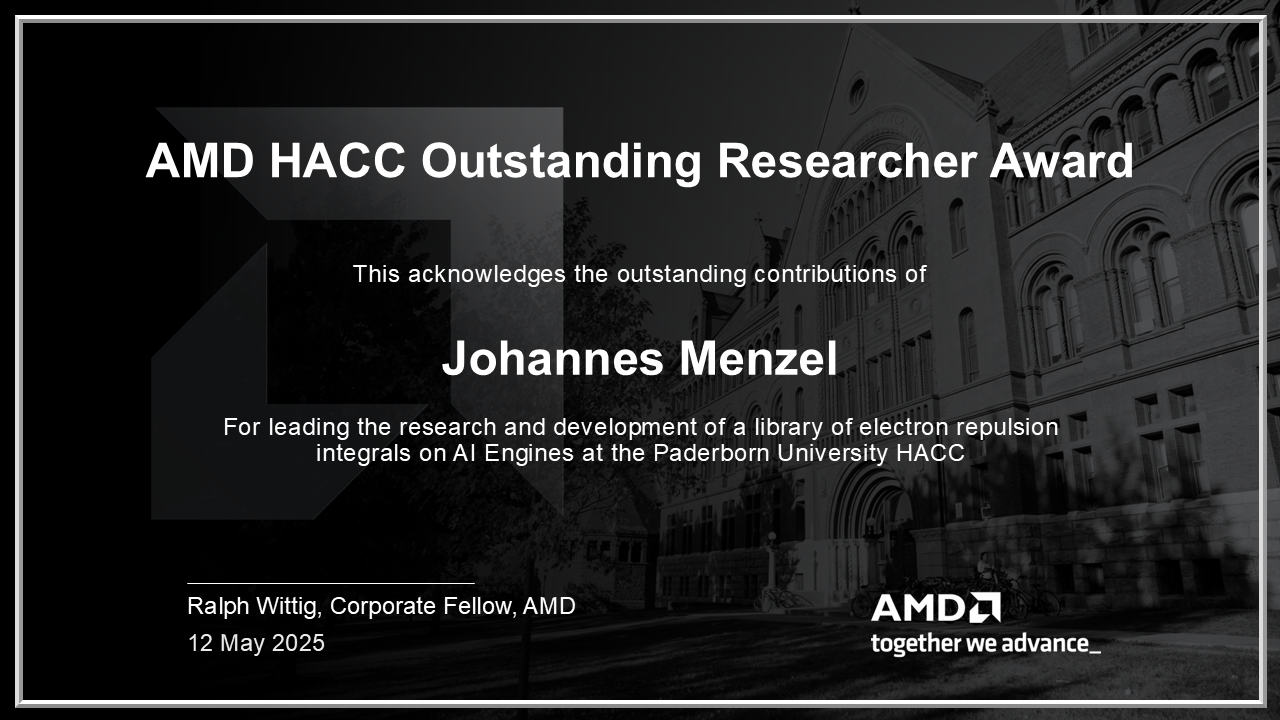 AMD HACC Outstanding Researcher Award
This acknowledges the outstanding contributions of
Johannes Menzel
For leading the research and development of a library of electron repulsion
integrals on AI Engines at the Paderborn University HACC
Ralph Wittig, Corporate Fellow, AMD
12 May 2025
AMD
together we advance_